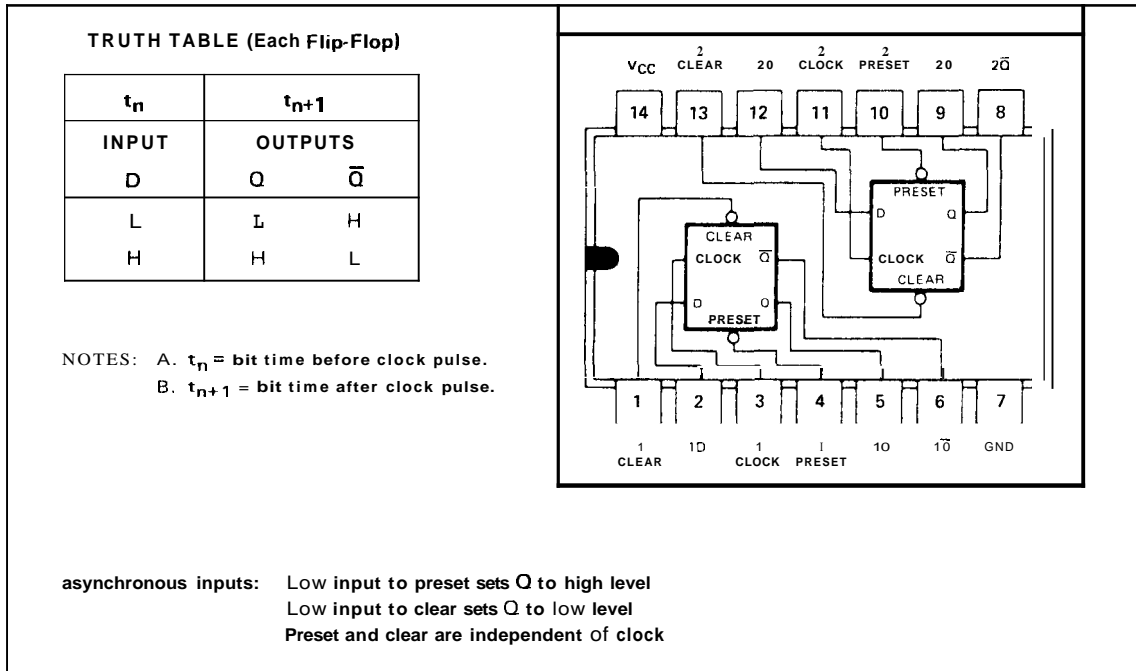 TRUTH TABLE (Each Flip-Flop)
tn tn+1
INPUT OUTPUTS
D Q Q̅
L L H
H H L
NOTES: A. tn = bit time before clock pulse.
B. tn+1 = bit time after clock pulse.
2 2 2
VCC CLEAR 20 CLOCK PRESET 20 2Q̅
14 13 12 11 10 9 8
PRESET
D Q
CLOCK Q̅
CLEAR
CLEAR
CLOCK Q̅
D Q
PRESET
1 2 3 4 5 6 7
1 1D 1 I 10 10̅ GND
CLEAR CLOCK PRESET
asynchronous inputs: Low input to preset sets Q to high level
Low input to clear sets Q to low level
Preset and clear are independent of clock